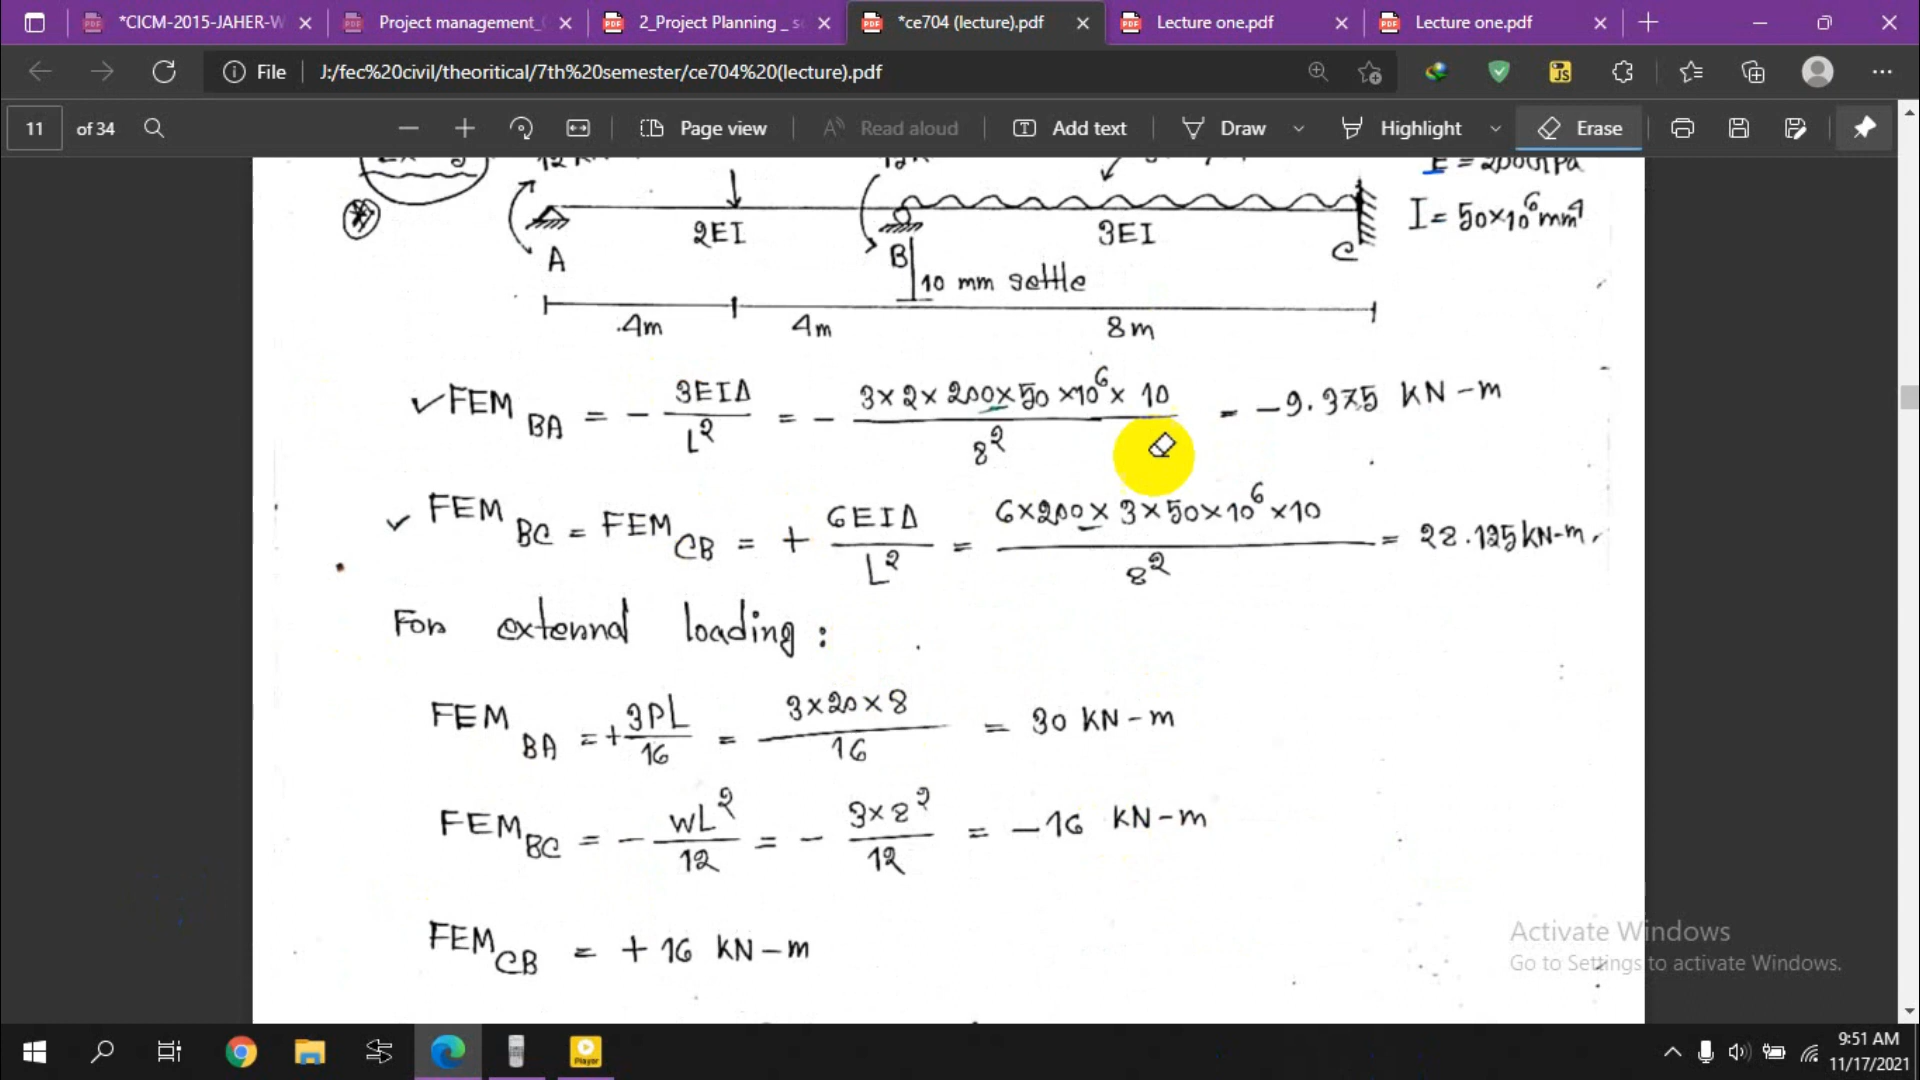 *CICM-2015-JAHER-W
Project management_
2_Project Planning _ s
*ce704 (lecture).pdf
Lecture one.pdf
Lecture one.pdf
File
J:/fec%20civil/theoritical/7th%20semester/ce704%20(lecture).pdf
11 of 34
Page view
Read aloud
Add text
Draw
Highlight
Erase
E = 200GPa
I = 50×10⁶mm⁴
2EI
3EI
A
B
C
10 mm settle
4m
4m
8m
✓FEM BA = - 3EIΔ / L² = - 3×2×200×50×10⁶×10 / 8² = -9.375 KN-m
✓ FEM BC = FEM CB = + 6EIΔ / L² = 6×200×3×50×10⁶×10 / 8² = 28.125 kN-m.
For external loading:
FEM BA = + 3PL / 16 = 3×20×8 / 16 = 30 KN-m
FEM BC = - WL² / 12 = - 3×8² / 12 = -16 KN-m
FEM CB = +16 KN-m
Activate Windows
Go to Settings to activate Windows.
9:51 AM
11/17/2021